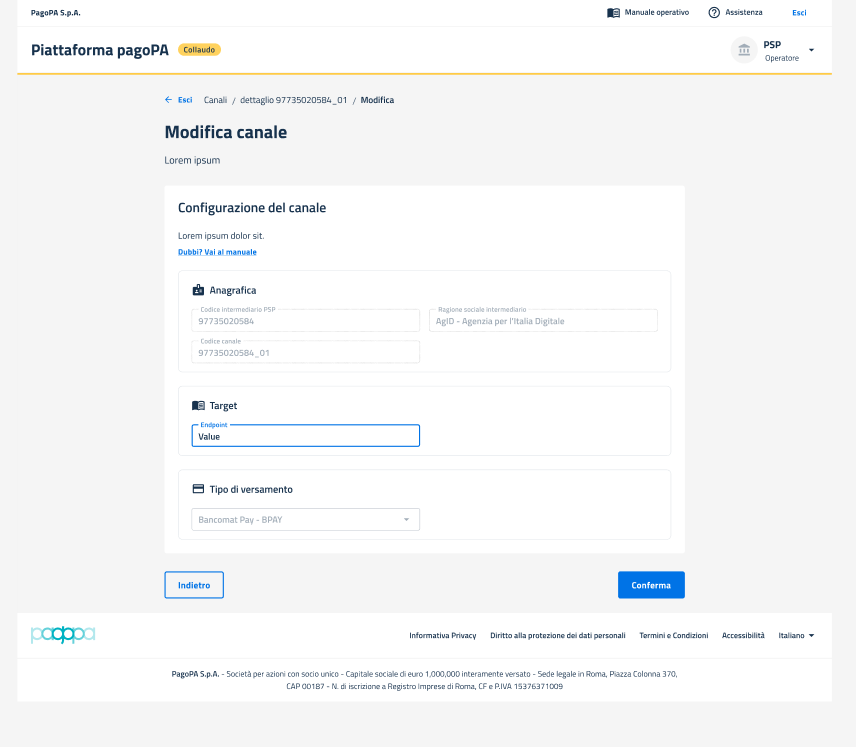 PagoPA S.p.A.
Manuale operativo
Assistenza
Esci
Piattaforma pagoPA
Collaudo
PSP
Operatore
Esci
Canali / dettaglio 97735020584_01 / Modifica
Modifica canale
Lorem ipsum
Configurazione del canale
Lorem ipsum dolor sit.
Dubbi? Vai al manuale
Anagrafica
Codice intermediario PSP
97735020584
Ragione sociale intermediario
AgID - Agenzia per l'Italia Digitale
Codice canale
97735020584_01
Target
Endpoint
Value
Tipo di versamento
Bancomat Pay - BPAY
Indietro
Conferma
pagopa
Informativa Privacy
Diritto alla protezione dei dati personali
Termini e Condizioni
Accessibilità
Italiano
PagoPA S.p.A. - Società per azioni con socio unico - Capitale sociale di euro 1,000,000 interamente versato - Sede legale in Roma, Piazza Colonna 370,
CAP 00187 - N. di iscrizione a Registro Imprese di Roma, CF e P.IVA 15376371009